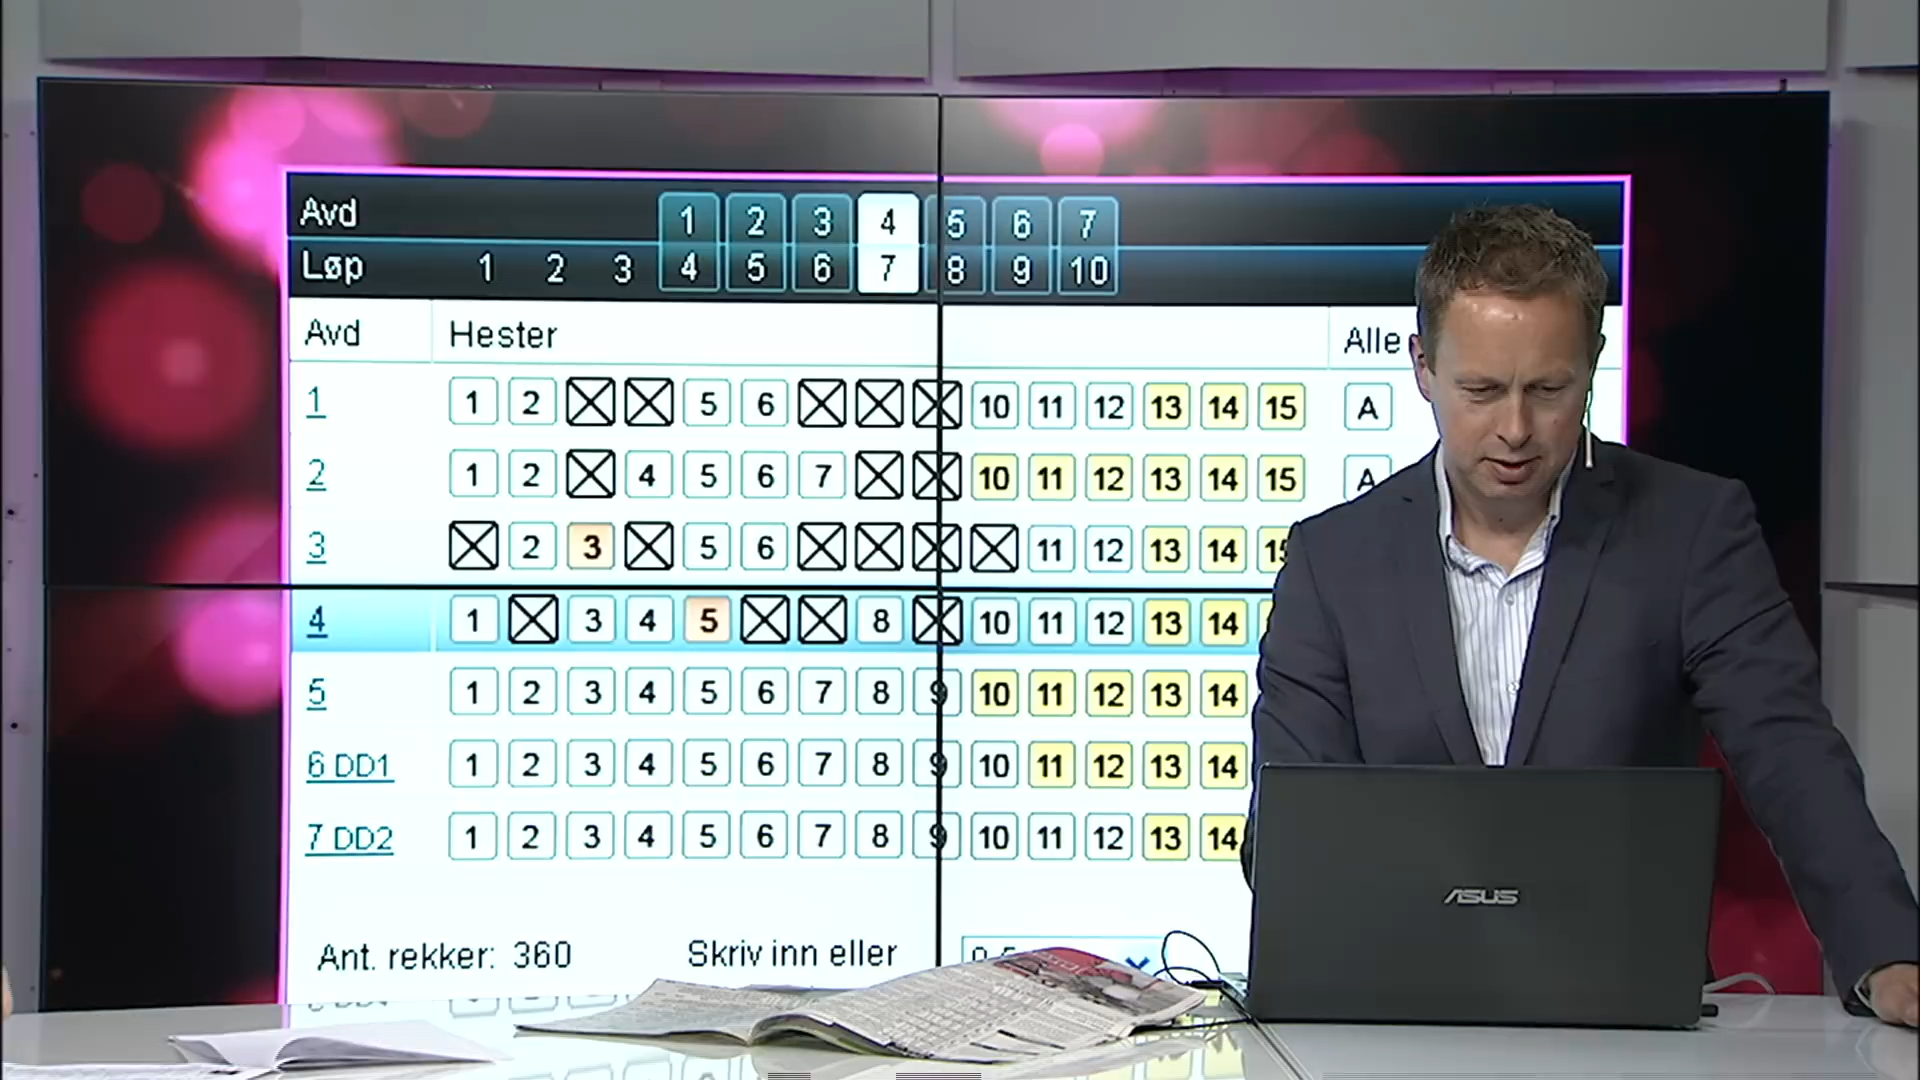 Avd 1 2 3 4 5 6 7
Løp 1 2 3 4 5 6 7 8 9 10
Avd Hester Alle
1 1 2 5 6 10 11 12 13 14 15 A
2 1 2 4 5 6 7 10 11 12 13 14 15 A
3 2 3 5 6 11 12 13 14 15
4 1 3 4 5 8 10 11 12 13 14
5 1 2 3 4 5 6 7 8 9 10 11 12 13 14
6 DD1 1 2 3 4 5 6 7 8 9 10 11 12 13 14
7 DD2 1 2 3 4 5 6 7 8 9 10 11 12 13 14
Ant. rekker: 360 Skriv inn eller
ASUS